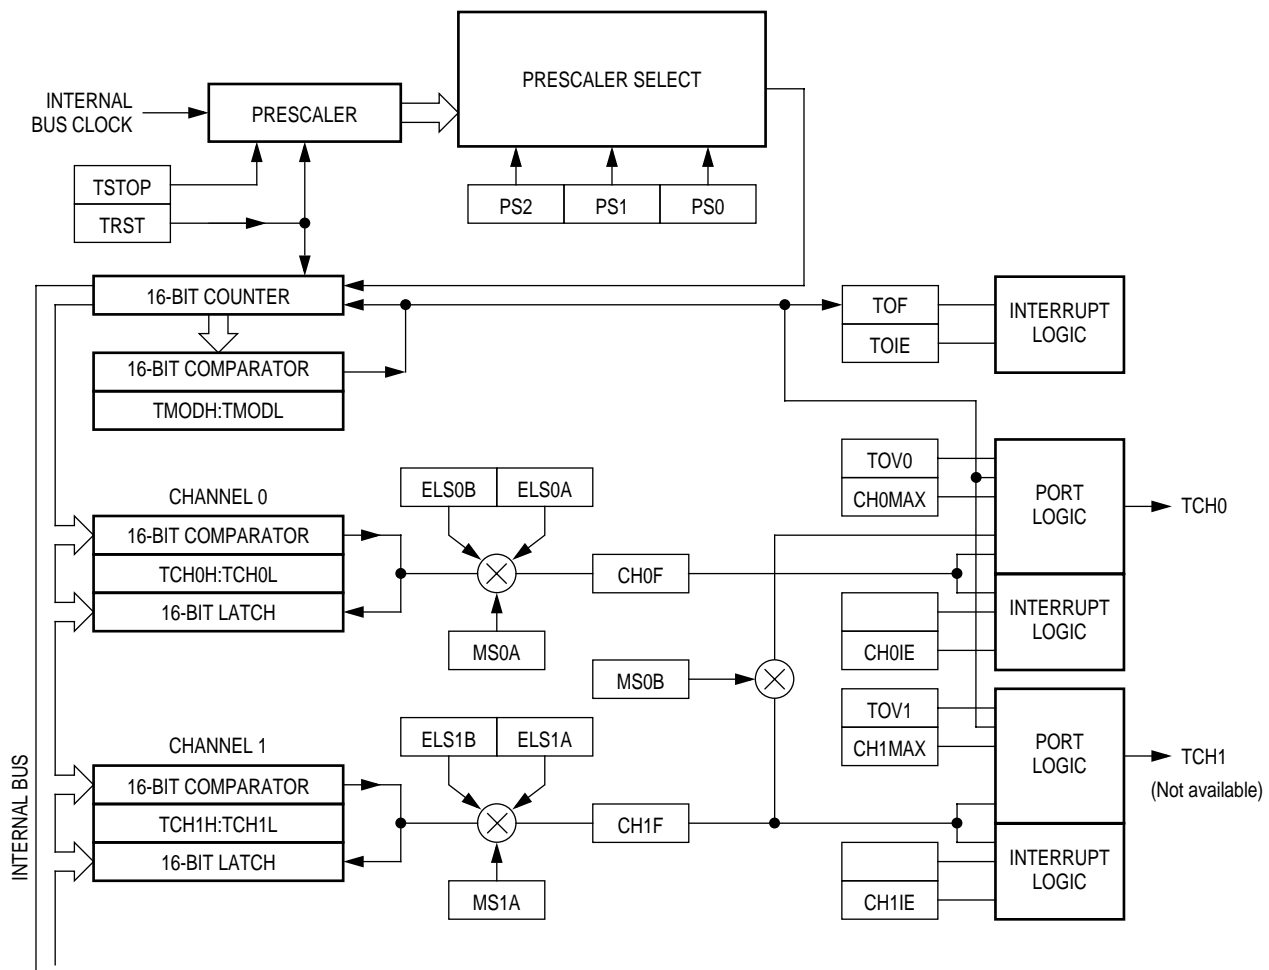 PRESCALER SELECT
INTERNAL
BUS CLOCK
PRESCALER
TSTOP
TRST
PS2
PS1
PS0
16-BIT COUNTER
16-BIT COMPARATOR
TMODH:TMODL
TOF
TOIE
INTERRUPT
LOGIC
CHANNEL 0
16-BIT COMPARATOR
TCH0H:TCH0L
16-BIT LATCH
ELS0B
ELS0A
MS0A
CH0F
TOV0
CH0MAX
PORT
LOGIC
TCH0
CH0IE
INTERRUPT
LOGIC
MS0B
CHANNEL 1
16-BIT COMPARATOR
TCH1H:TCH1L
16-BIT LATCH
ELS1B
ELS1A
MS1A
CH1F
TOV1
CH1MAX
PORT
LOGIC
TCH1
(Not available)
CH1IE
INTERRUPT
LOGIC
INTERNAL BUS